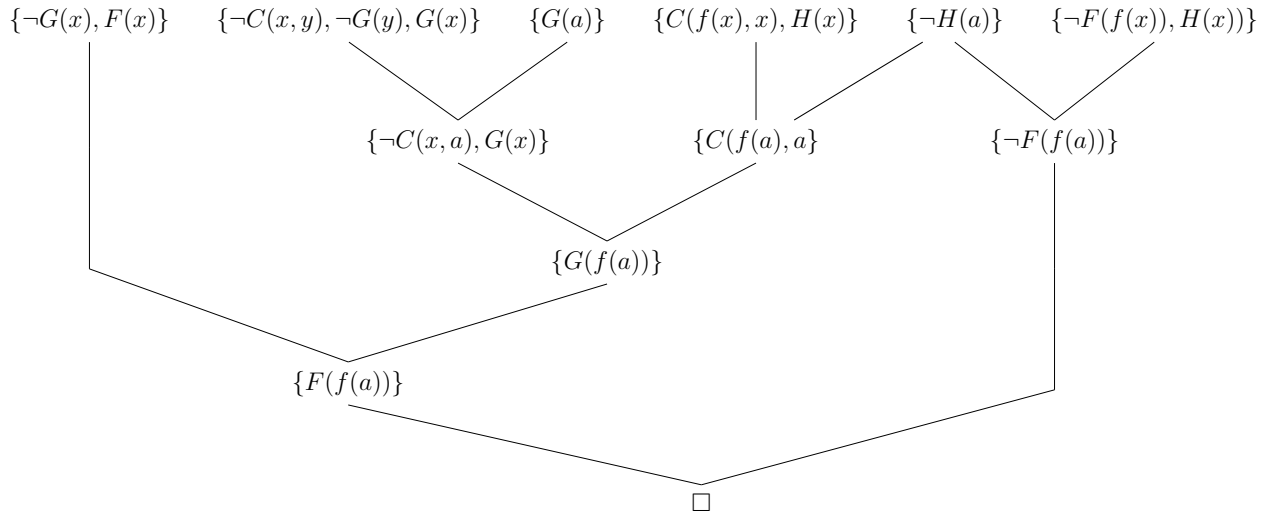 {¬G(x), F(x)} {¬C(x, y), ¬G(y), G(x)} {G(a)} {C(f(x), x), H(x)} {¬H(a)} {¬F(f(x)), H(x))}
{¬C(x, a), G(x)} {C(f(a), a} {¬F(f(a))}
{G(f(a))}
{F(f(a))}
□